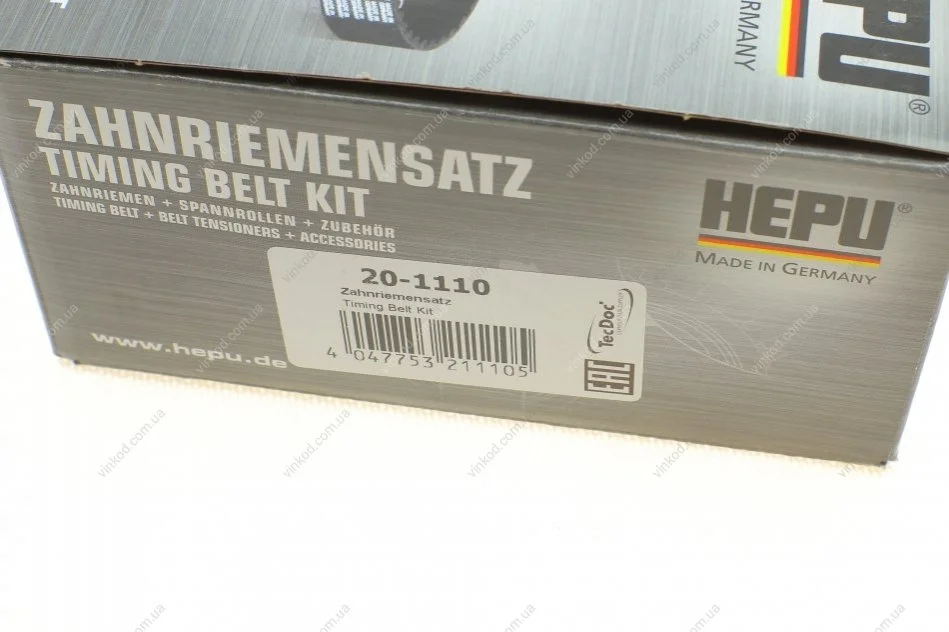 HEPU®
GERMANY
ZAHNRIEMENSATZ
TIMING BELT KIT
ZAHNRIEMEN + SPANNROLLEN + ZUBEHÖR
TIMING BELT + BELT TENSIONERS + ACCESSORIES
HEPU®
MADE IN GERMANY
20-1110
Zahnriemensatz
Timing Belt Kit
4 047753 211105
TecDoc
EAC
www.hepu.de
vinkod.com.ua